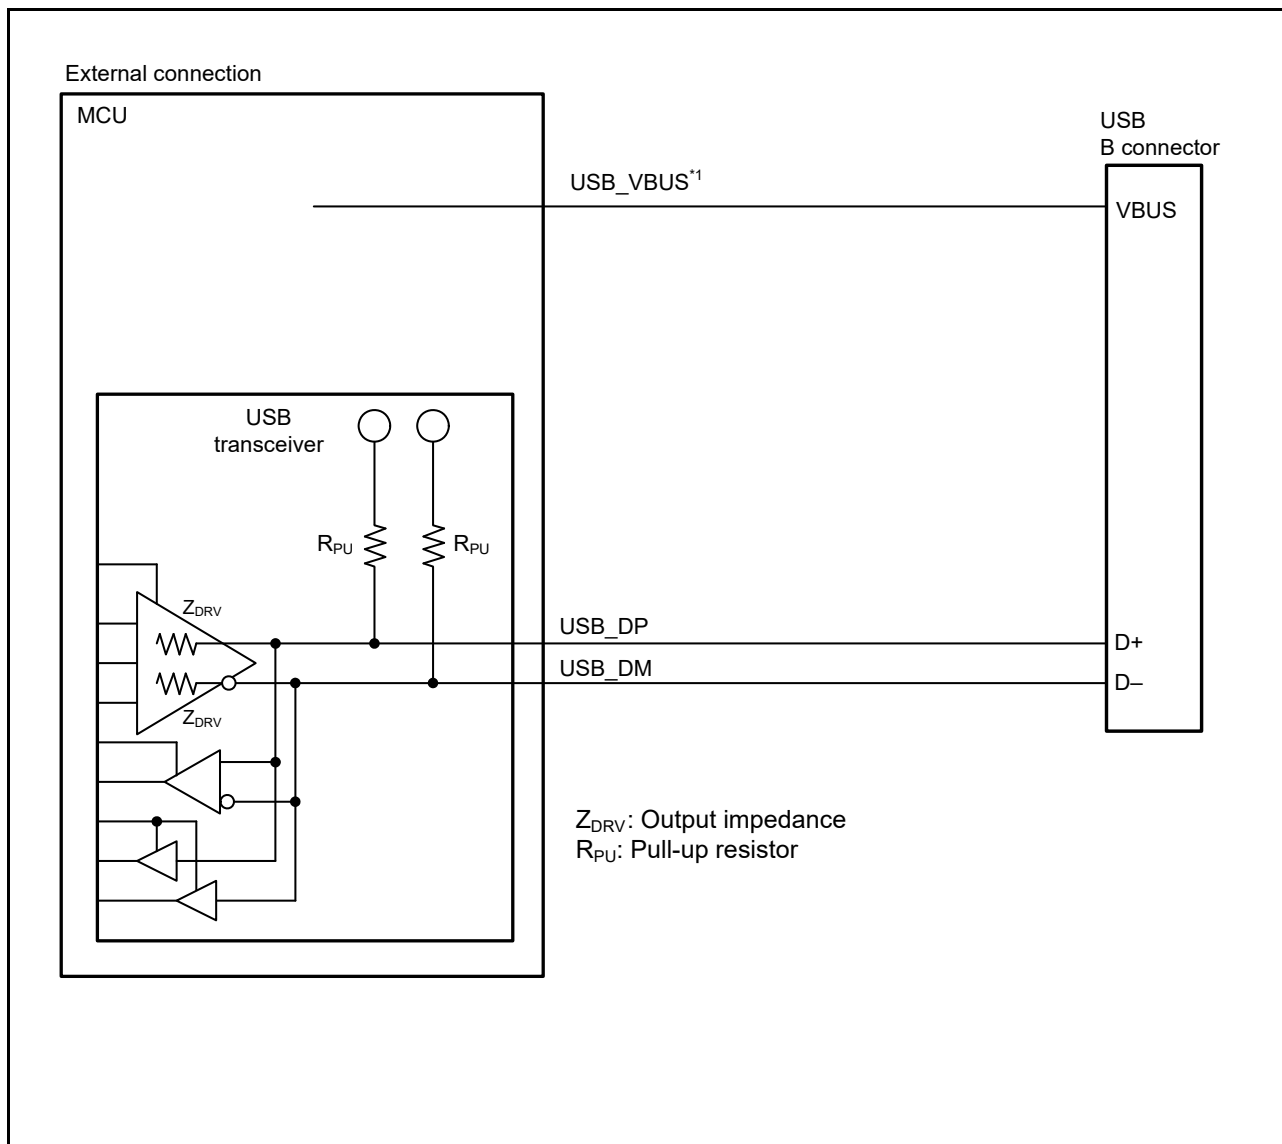 External connection
MCU
USB
B connector
USB_VBUS*1
VBUS
USB
transceiver
RPU
RPU
ZDRV
USB_DP
D+
USB_DM
D–
ZDRV
ZDRV: Output impedance
RPU: Pull-up resistor